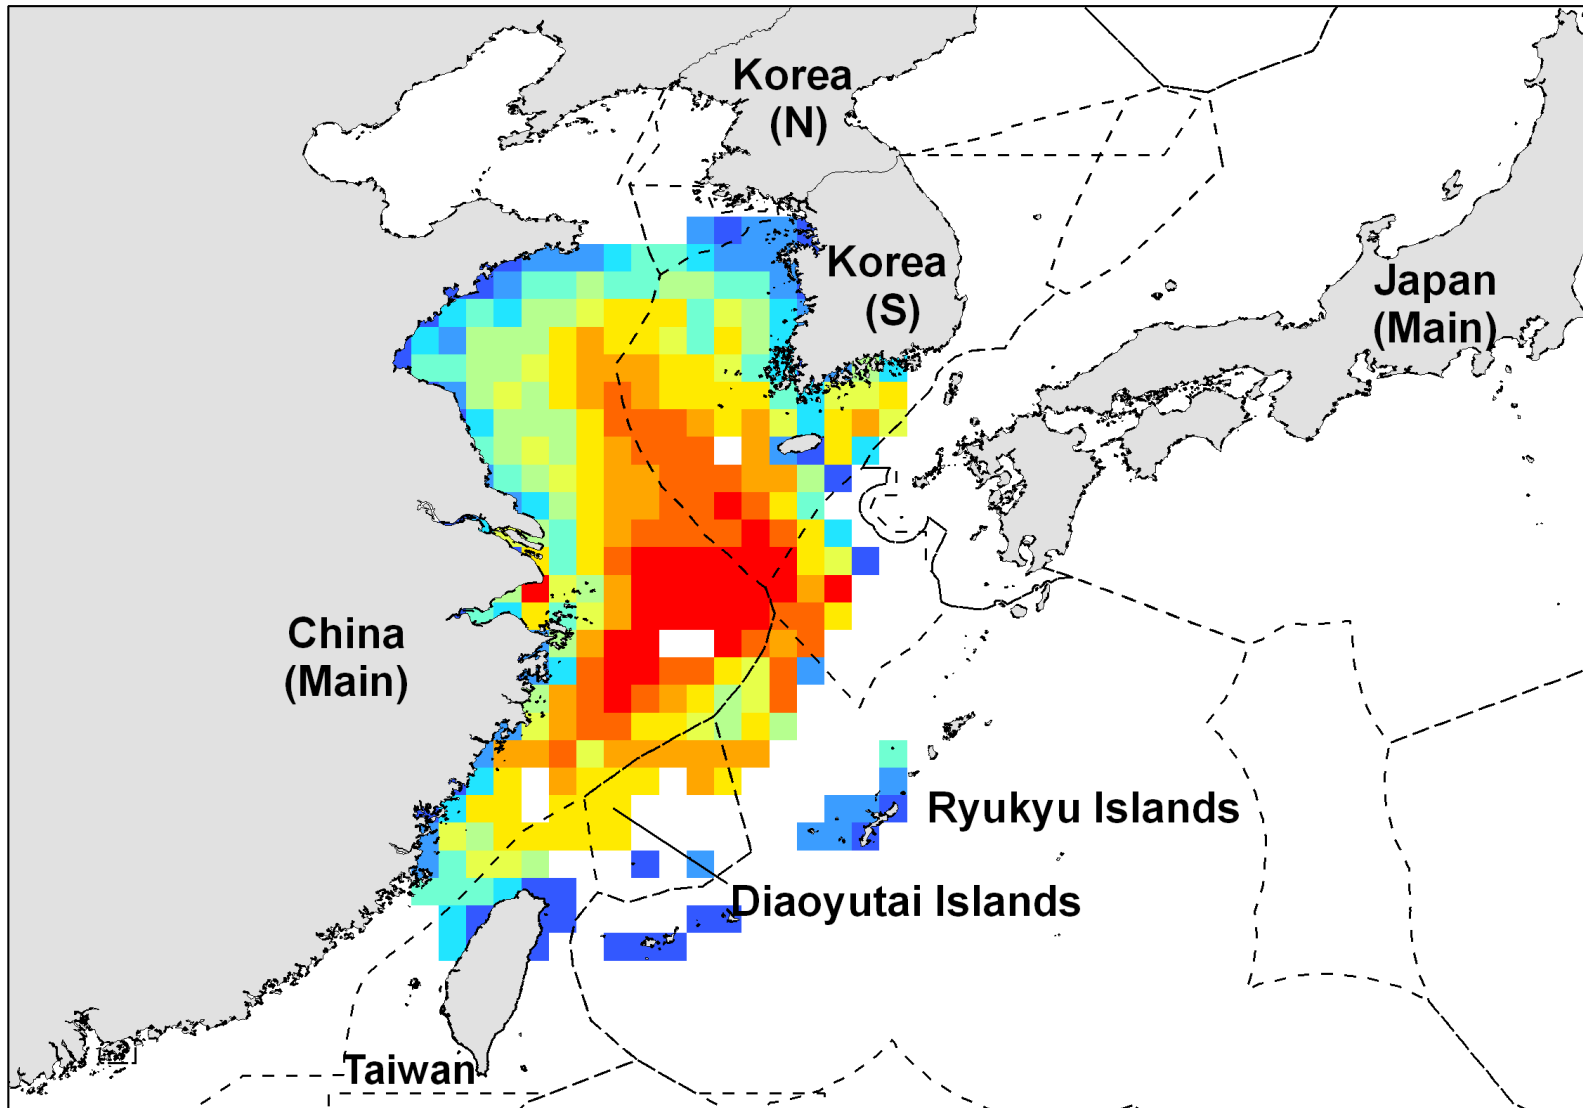 Korea
(N)
Korea
(S)
Japan
(Main)
China
(Main)
Ryukyu Islands
Diaoyutai Islands
Taiwan